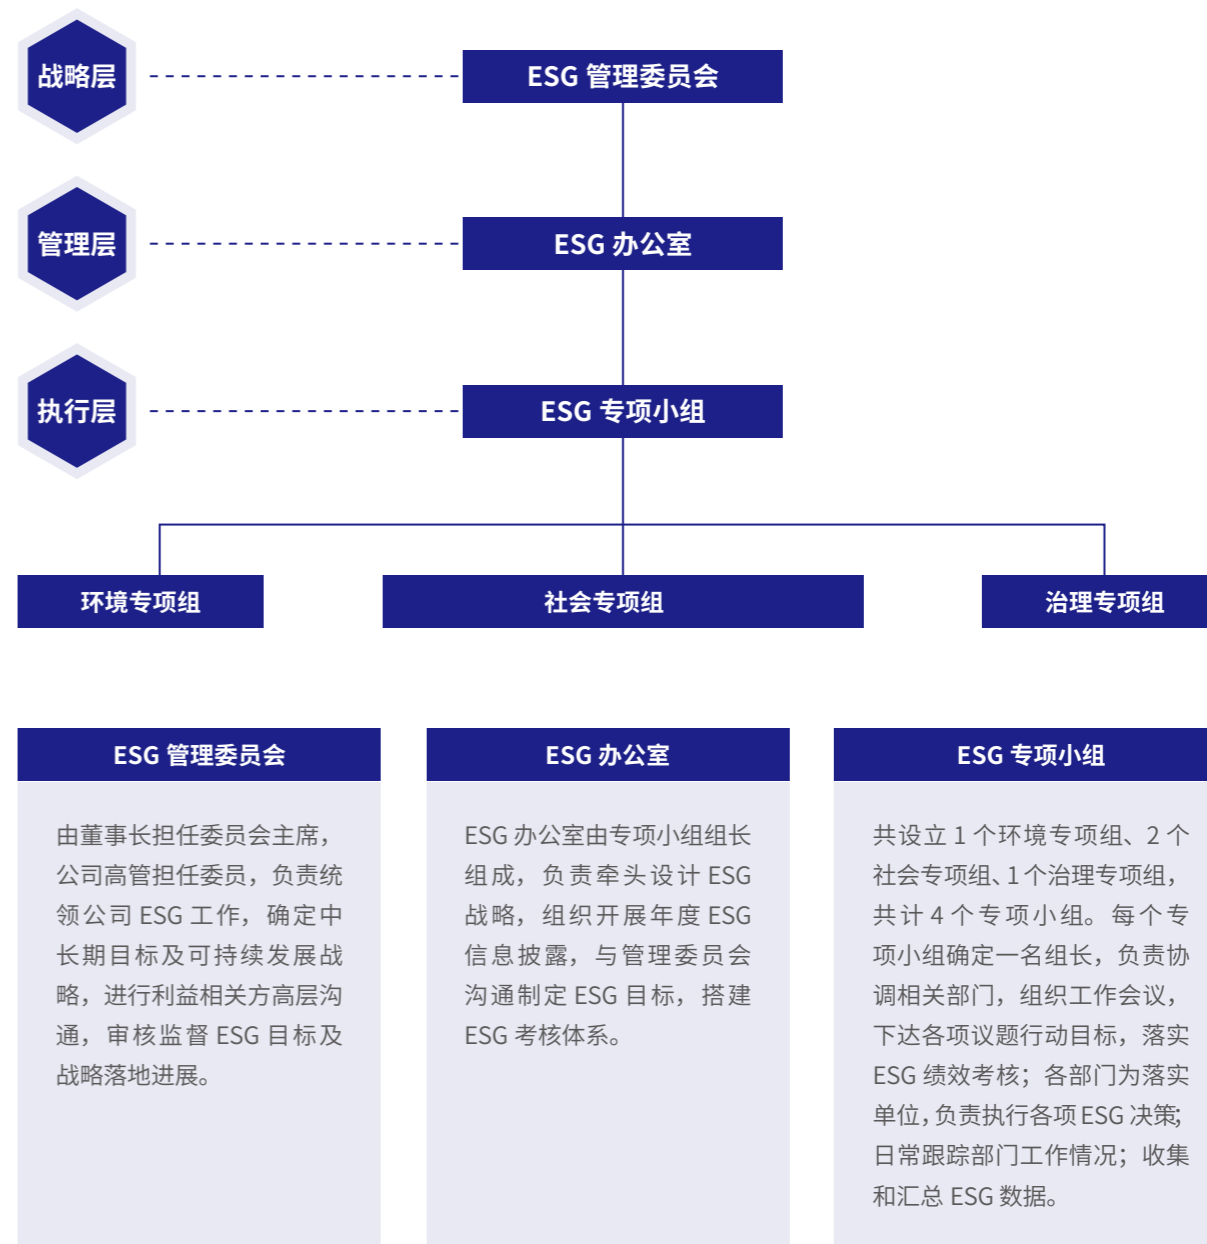 战略层
ESG 管理委员会
管理层
ESG 办公室
执行层
ESG 专项小组
环境专项组
社会专项组
治理专项组
ESG 管理委员会
由董事长担任委员会主席，
公司高管担任委员，负责统
领公司 ESG 工作，确定中
长期目标及可持续发展战
略，进行利益相关方高层沟
通，审核监督 ESG 目标及
战略落地进展。
ESG 办公室
ESG 办公室由专项小组组长
组成，负责牵头设计 ESG
战略，组织开展年度 ESG
信息披露，与管理委员会
沟通制定 ESG 目标，搭建
ESG 考核体系。
ESG 专项小组
共设立 1 个环境专项组、2 个
社会专项组、1 个治理专项组，
共计 4 个专项小组。每个专
项小组确定一名组长，负责协
调相关部门，组织工作会议，
下达各项议题行动目标，落实
ESG 绩效考核；各部门为落实
单位，负责执行各项 ESG 决策；
日常跟踪部门工作情况；收集
和汇总 ESG 数据。